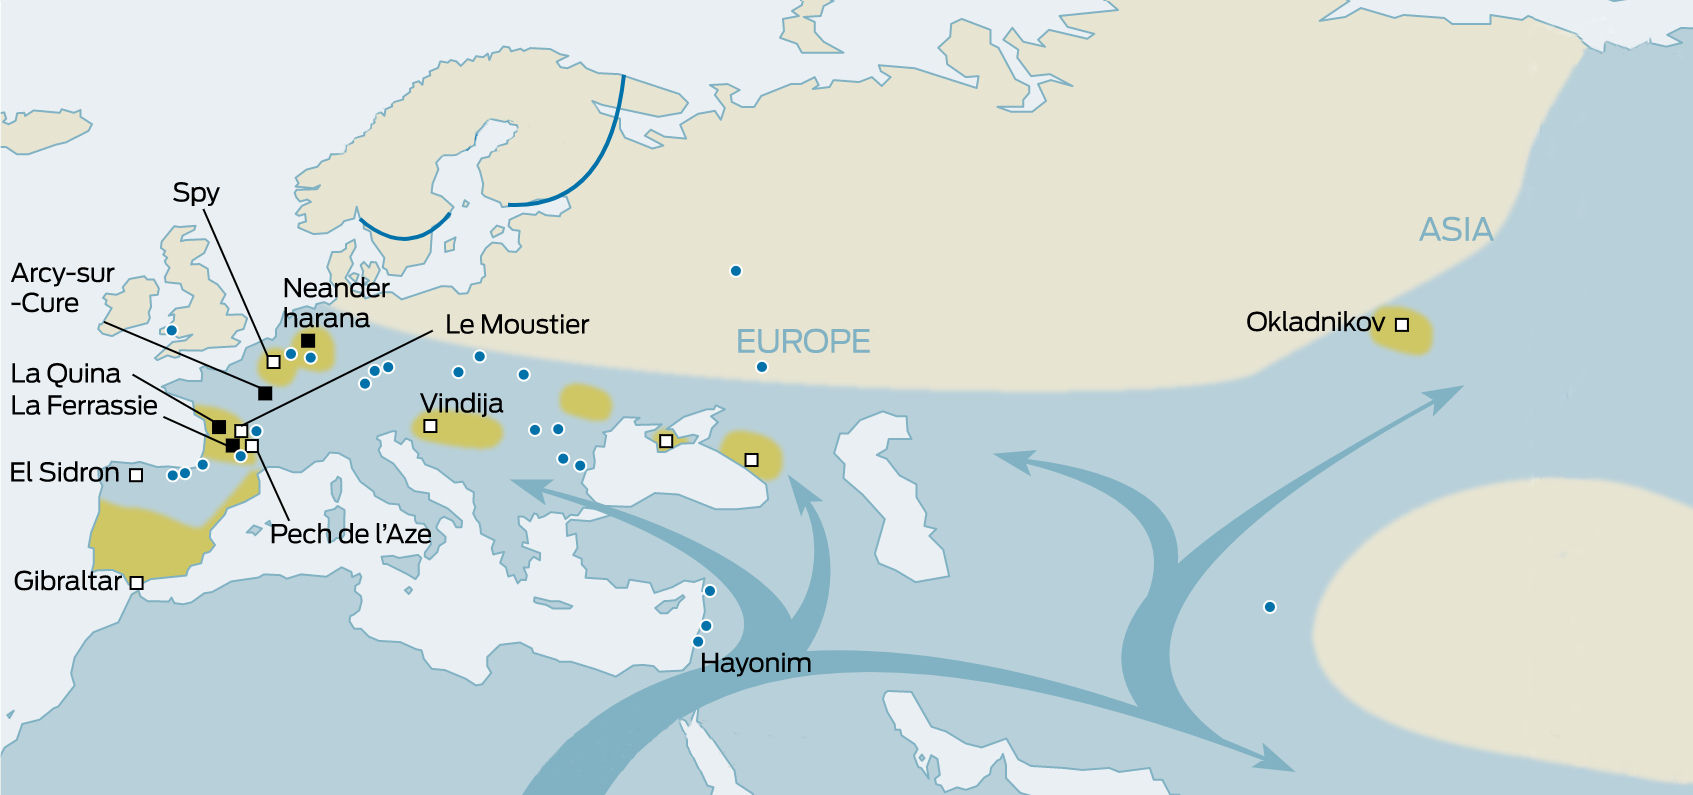 Spy
Arcy-sur
-Cure
Neander
harana
Le Moustier
EUROPE
ASIA
Okladnikov
La Quina
La Ferrassie
Vindija
El Sidron
Pech de l'Aze
Gibraltar
Hayonim